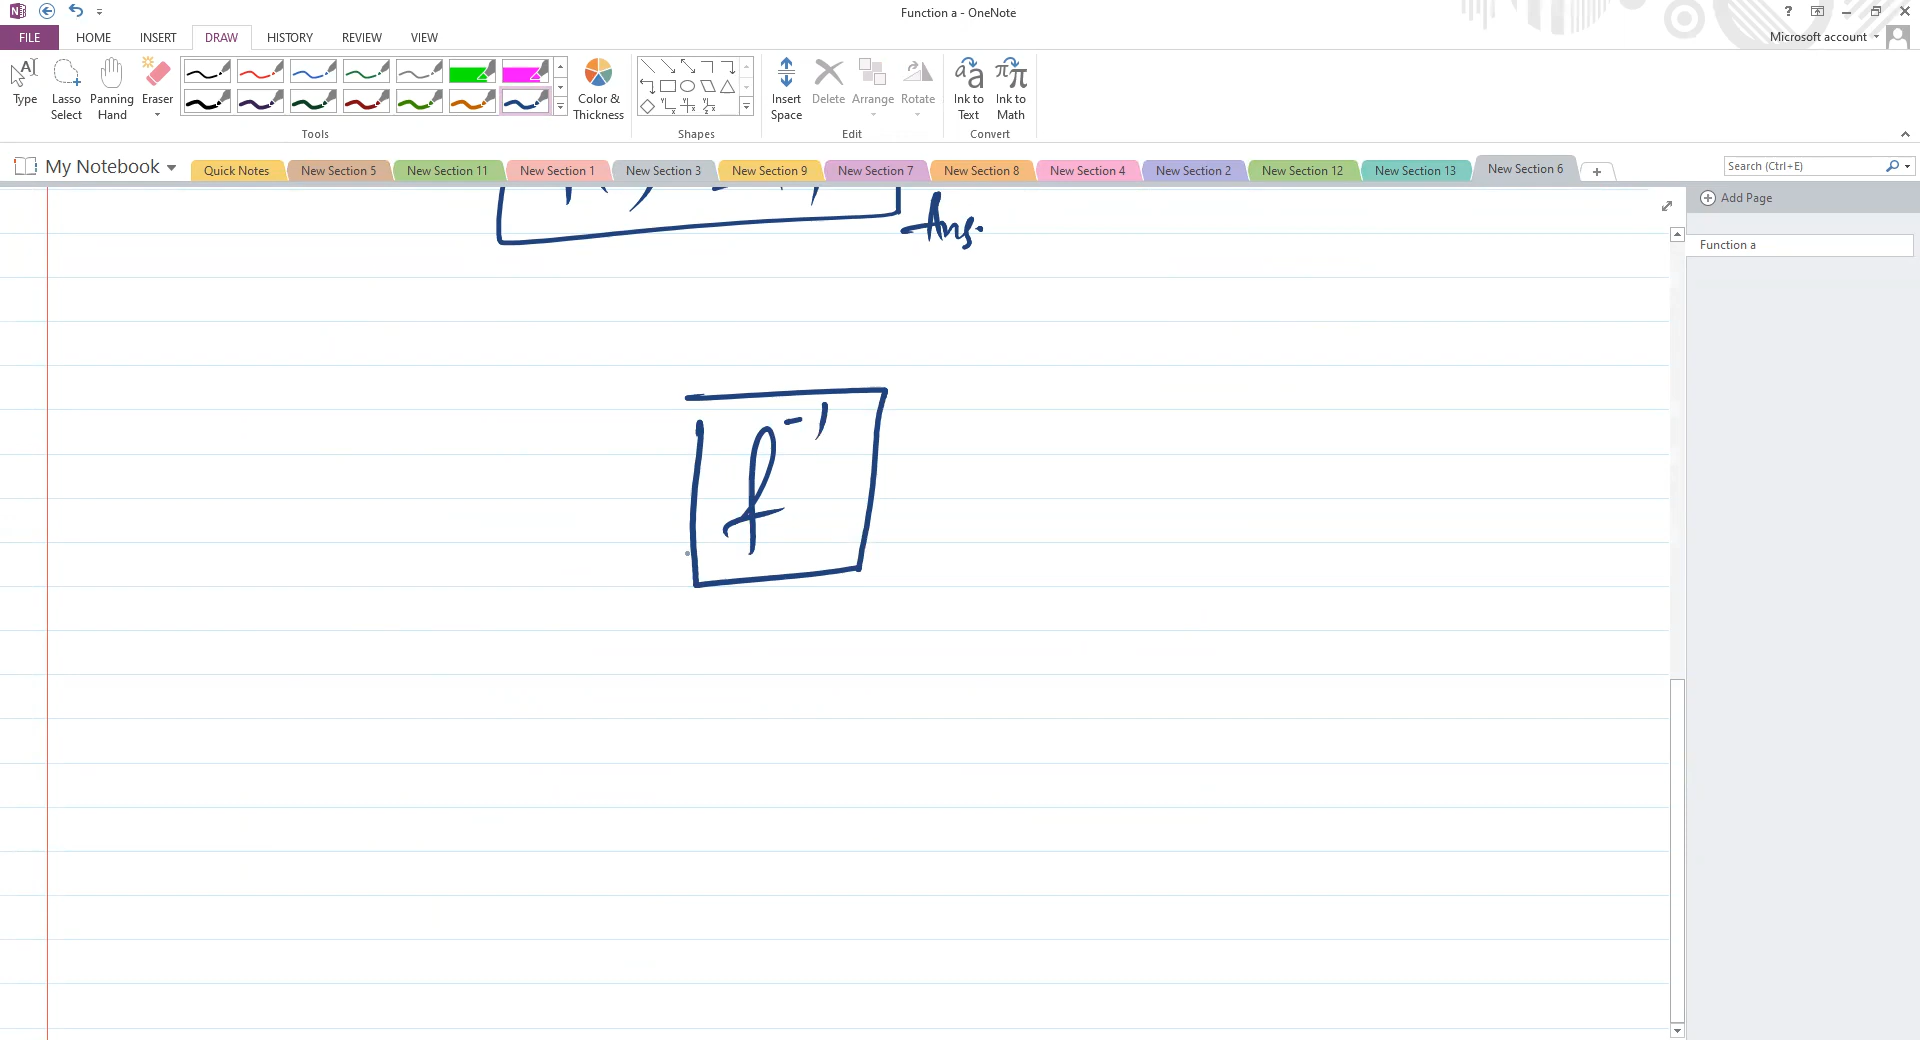 Function a - OneNote
?
Microsoft account
FILE HOME INSERT DRAW HISTORY REVIEW VIEW
Type
Lasso Select
Panning Hand
Eraser
Color & Thickness
Insert Space
Delete
Arrange
Rotate
Ink to Text
Ink to Math
Tools Shapes Edit Convert
My Notebook Quick Notes New Section 5 New Section 11 New Section 1 New Section 3 New Section 9 New Section 7 New Section 8 New Section 4 New Section 2 New Section 12 New Section 13 New Section 6
Search (Ctrl+E)
Add Page
Function a
Ans.
f⁻¹